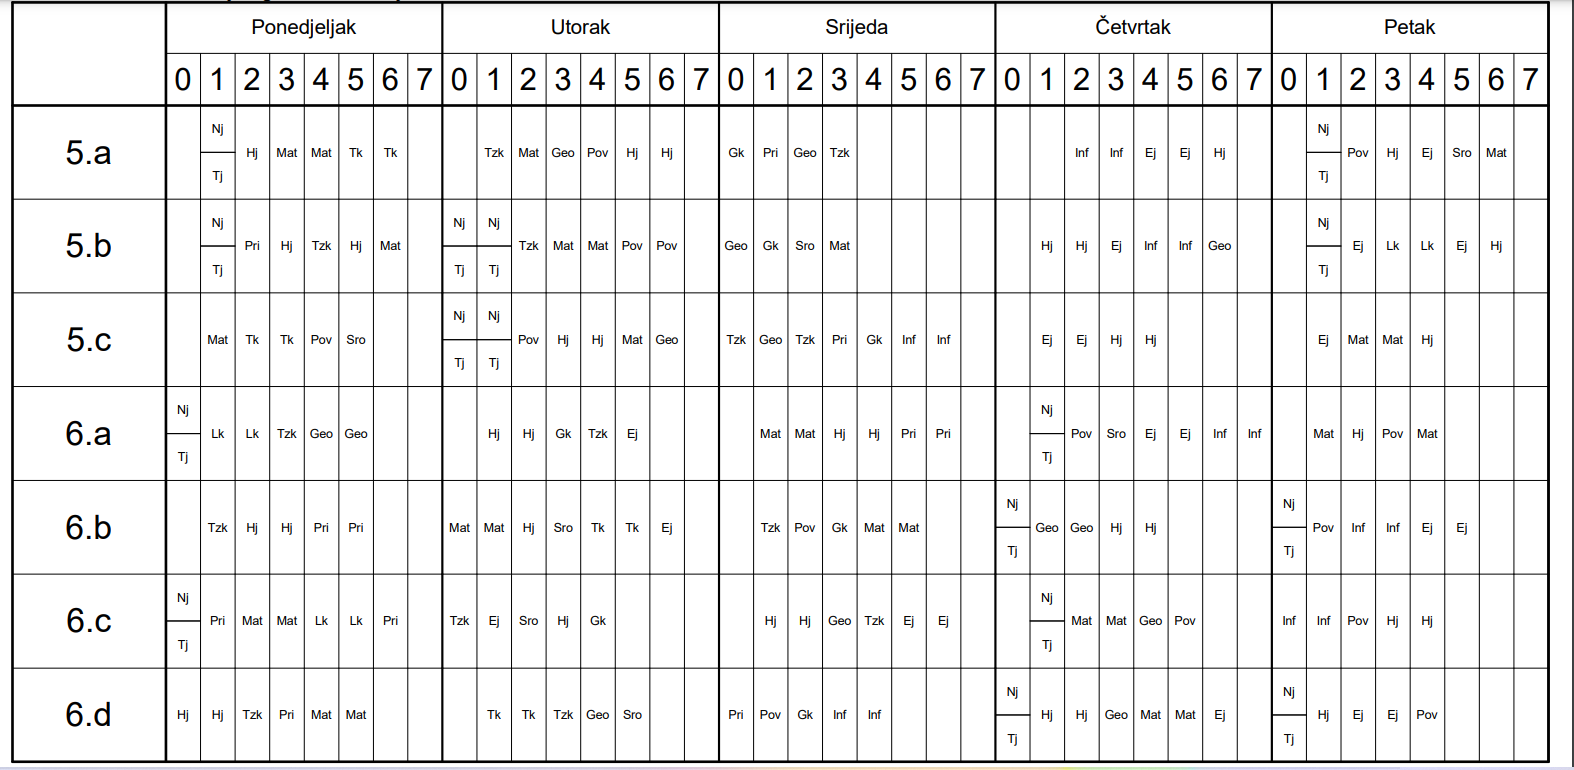 Ponedjeljak Utorak Srijeda Četvrtak Petak
0 1 2 3 4 5 6 7 0 1 2 3 4 5 6 7 0 1 2 3 4 5 6 7 0 1 2 3 4 5 6 7 0 1 2 3 4 5 6 7
Nj Nj
5.a Hj Mat Mat Tk Tk Tzk Mat Geo Pov Hj Hj Gk Pri Geo Tzk Inf Inf Ej Ej Hj Pov Hj Ej Sro Mat
Tj Tj
Nj Nj Nj Nj
5.b Pri Hj Tzk Hj Mat Tzk Mat Mat Pov Pov Geo Gk Sro Mat Hj Hj Ej Inf Inf Geo Ej Lk Lk Ej Hj
Tj Tj Tj Tj
Nj Nj
5.c Mat Tk Tk Pov Sro Pov Hj Hj Mat Geo Tzk Geo Tzk Pri Gk Inf Inf Ej Ej Hj Hj Ej Mat Mat Hj
Tj Tj
Nj Nj
6.a Lk Lk Tzk Geo Geo Hj Hj Gk Tzk Ej Mat Mat Hj Hj Pri Pri Pov Sro Ej Ej Inf Inf Mat Hj Pov Mat
Tj Tj
Nj Nj
6.b Tzk Hj Hj Pri Pri Mat Mat Hj Sro Tk Tk Ej Tzk Pov Gk Mat Mat Geo Geo Hj Hj Pov Inf Inf Ej Ej
Tj Tj
Nj Nj
6.c Pri Mat Mat Lk Lk Pri Tzk Ej Sro Hj Gk Hj Hj Geo Tzk Ej Ej Mat Mat Geo Pov Inf Inf Pov Hj Hj
Tj Tj
Nj Nj
6.d Hj Hj Tzk Pri Mat Mat Tk Tk Tzk Geo Sro Pri Pov Gk Inf Inf Hj Hj Geo Mat Mat Ej Hj Ej Ej Pov
Tj Tj